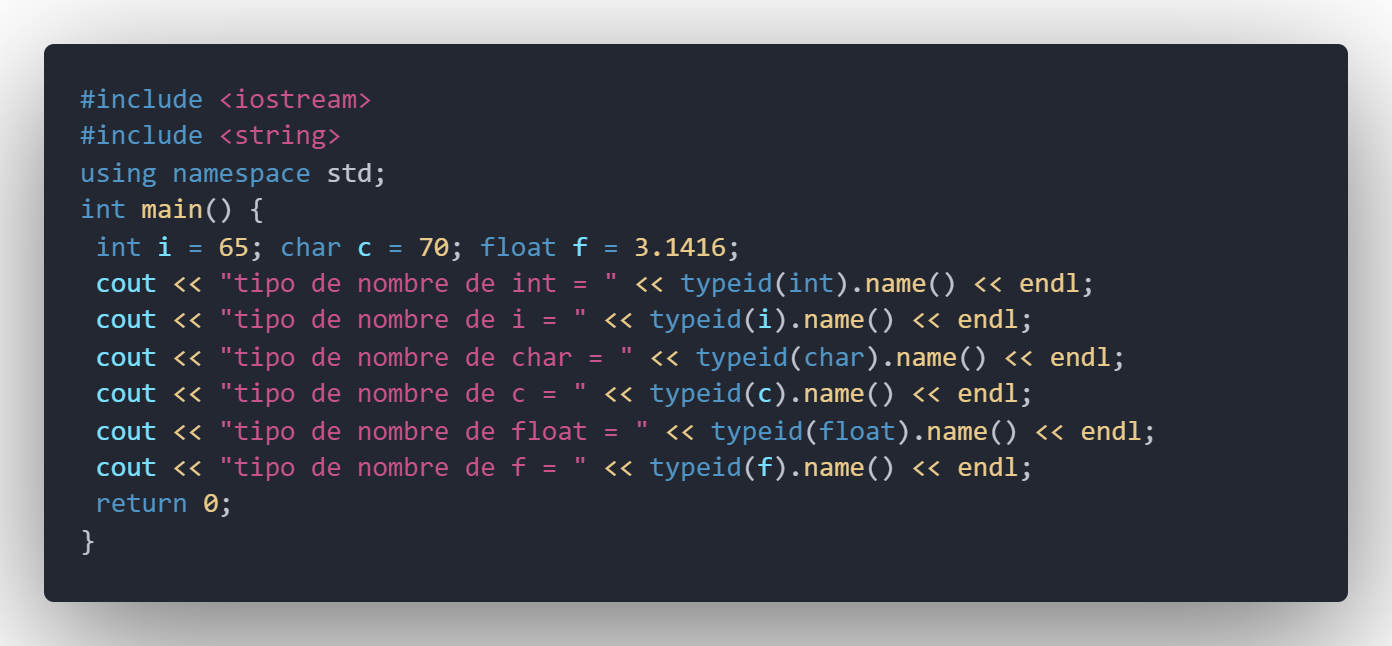 #include <iostream>
#include <string>
using namespace std;
int main() {
 int i = 65; char c = 70; float f = 3.1416;
 cout << "tipo de nombre de int = " << typeid(int).name() << endl;
 cout << "tipo de nombre de i = " << typeid(i).name() << endl;
 cout << "tipo de nombre de char = " << typeid(char).name() << endl;
 cout << "tipo de nombre de c = " << typeid(c).name() << endl;
 cout << "tipo de nombre de float = " << typeid(float).name() << endl;
 cout << "tipo de nombre de f = " << typeid(f).name() << endl;
 return 0;
}